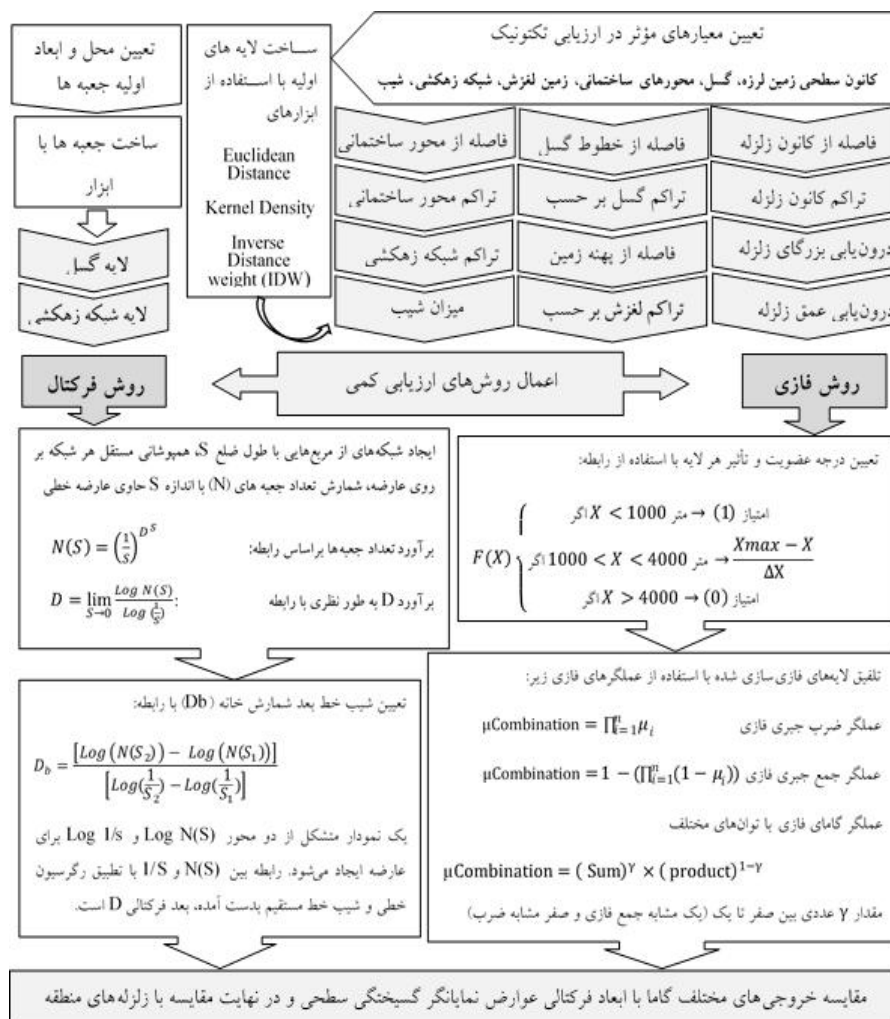 تعیین معیارهای مؤثر در ارزیابی تکتونیک
کانون سطحی زمین لرزه، گسل، محورهای ساختمانی، زمین لغزش، شبکه زهکشی، شیب
فاصله از کانون زلزله
تراکم کانون زلزله
درون‌یابی بزرگای زلزله
درون‌یابی عمق زلزله
فاصله از خطوط گسل
تراکم گسل بر حسب
فاصله از پهنه زمین
تراکم لغزش بر حسب
فاصله از محور ساختمانی
تراکم محور ساختمانی
تراکم شبکه زهکشی
میزان شیب
ساخت لایه های
اولیه با استفاده از
ابزارهای
Euclidean
Distance
Kernel Density
Inverse
Distance
weight (IDW)
تعیین محل و ابعاد
اولیه جعبه ها
ساخت جعبه ها با
ابزار
لایه گسل
لایه شبکه زهکشی
اعمال روش‌های ارزیابی کمی
روش فازی
تعیین درجه عضویت و تأثیر هر لایه با استفاده از رابطه:
امتیاز (1) → متر X < 1000 اگر
F(X) { اگر 1000 < X < 4000 متر → (Xmax − X)/ΔX
امتیاز (0) → X > 4000 اگر
تلفیق لایه‌های فازی‌سازی شده با استفاده از عملگرهای فازی زیر:
عملگر ضرب جبری فازی μCombination = ∏ⁿᵢ₌₁ μᵢ
عملگر جمع جبری فازی μCombination = 1 − (∏ⁿᵢ₌₁(1 − μᵢ))
عملگر گامای فازی با توان‌های مختلف
μCombination = ( Sum)^γ × ( product)^(1−γ)
مقدار γ عددی بین صفر تا یک (یک مشابه جمع فازی و صفر مشابه ضرب)
روش فرکتال
ایجاد شبکه‌های از مربع‌هایی با طول ضلع S، همپوشانی مستقل هر شبکه بر
روی عارضه، شمارش تعداد جعبه های (N) با اندازه S حاوی عارضه خطی
برآورد تعداد جعبه‌ها براساس رابطه: N(S) = (1/S)^(D^S)
برآورد D به طور نظری با رابطه: D = lim S→0 Log N(S) / Log (1/S)
تعیین شیب خط بعد شمارش خانه (Db) با رابطه:
D_b = [Log (N(S₂)) − Log (N(S₁))] / [Log(1/S₂) − Log(1/S₁)]
یک نمودار متشکل از دو محور Log N(S) و Log 1/s برای
عارضه ایجاد می‌شود. رابطه بین N(S) و 1/S با تطبیق رگرسیون
خطی و شیب خط مستقیم بدست آمده، بعد فرکتالی D است.
مقایسه خروجی‌های مختلف گاما با ابعاد فرکتالی عوارض نمایانگر گسیختگی سطحی و در نهایت مقایسه با زلزله‌های منطقه